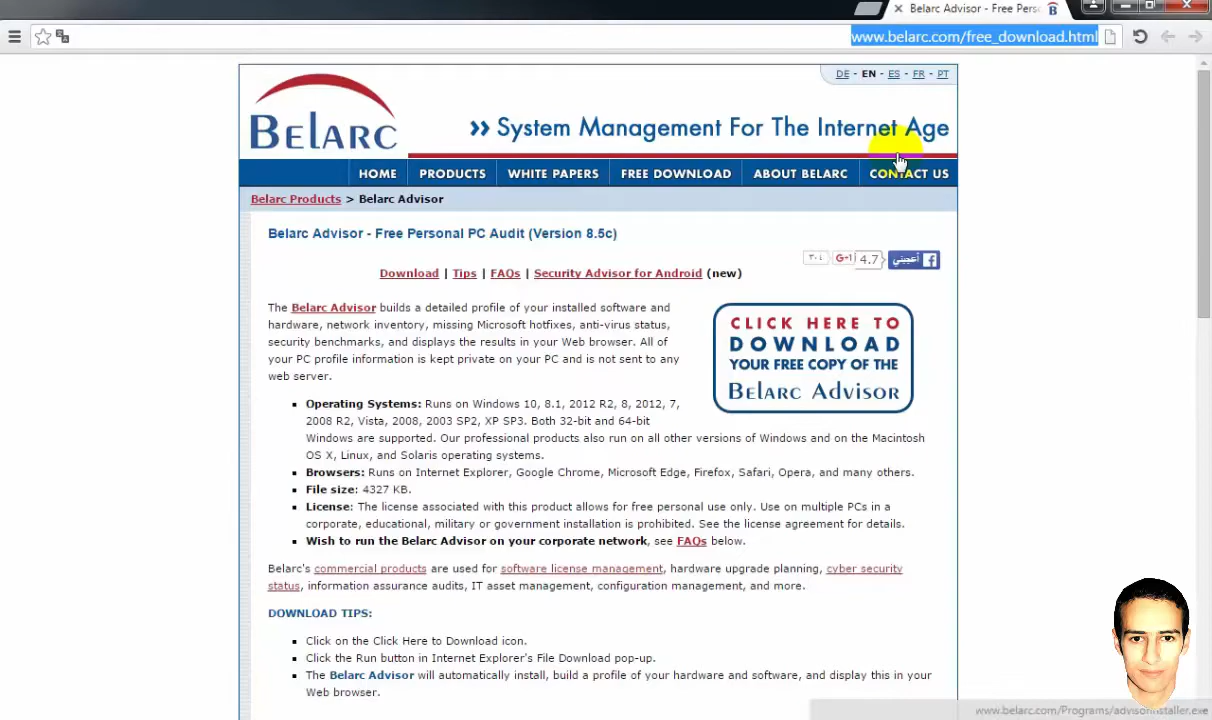 Belarc Advisor - Free Pers
www.belarc.com/free_download.html
DE - EN - ES - FR - PT
BELARC
›› System Management For The Internet Age
HOME PRODUCTS WHITE PAPERS FREE DOWNLOAD ABOUT BELARC CONTACT US
Belarc Products > Belarc Advisor
Belarc Advisor - Free Personal PC Audit (Version 8.5c)
٣٠٤ G+1 4.7 أعجبني
Download | Tips | FAQs | Security Advisor for Android (new)
The Belarc Advisor builds a detailed profile of your installed software and
hardware, network inventory, missing Microsoft hotfixes, anti-virus status,
security benchmarks, and displays the results in your Web browser. All of
your PC profile information is kept private on your PC and is not sent to any
web server.
CLICK HERE TO
DOWNLOAD
YOUR FREE COPY OF THE
BELARC ADVISOR
▪ Operating Systems: Runs on Windows 10, 8.1, 2012 R2, 8, 2012, 7,
2008 R2, Vista, 2008, 2003 SP2, XP SP3. Both 32-bit and 64-bit
Windows are supported. Our professional products also run on all other versions of Windows and on the Macintosh
OS X, Linux, and Solaris operating systems.
▪ Browsers: Runs on Internet Explorer, Google Chrome, Microsoft Edge, Firefox, Safari, Opera, and many others.
▪ File size: 4327 KB.
▪ License: The license associated with this product allows for free personal use only. Use on multiple PCs in a
corporate, educational, military or government installation is prohibited. See the license agreement for details.
▪ Wish to run the Belarc Advisor on your corporate network, see FAQs below.
Belarc's commercial products are used for software license management, hardware upgrade planning, cyber security
status, information assurance audits, IT asset management, configuration management, and more.
DOWNLOAD TIPS:
▪ Click on the Click Here to Download icon.
▪ Click the Run button in Internet Explorer's File Download pop-up.
▪ The Belarc Advisor will automatically install, build a profile of your hardware and software, and display this in your
Web browser.
www.belarc.com/Programs/advisorinstaller.exe